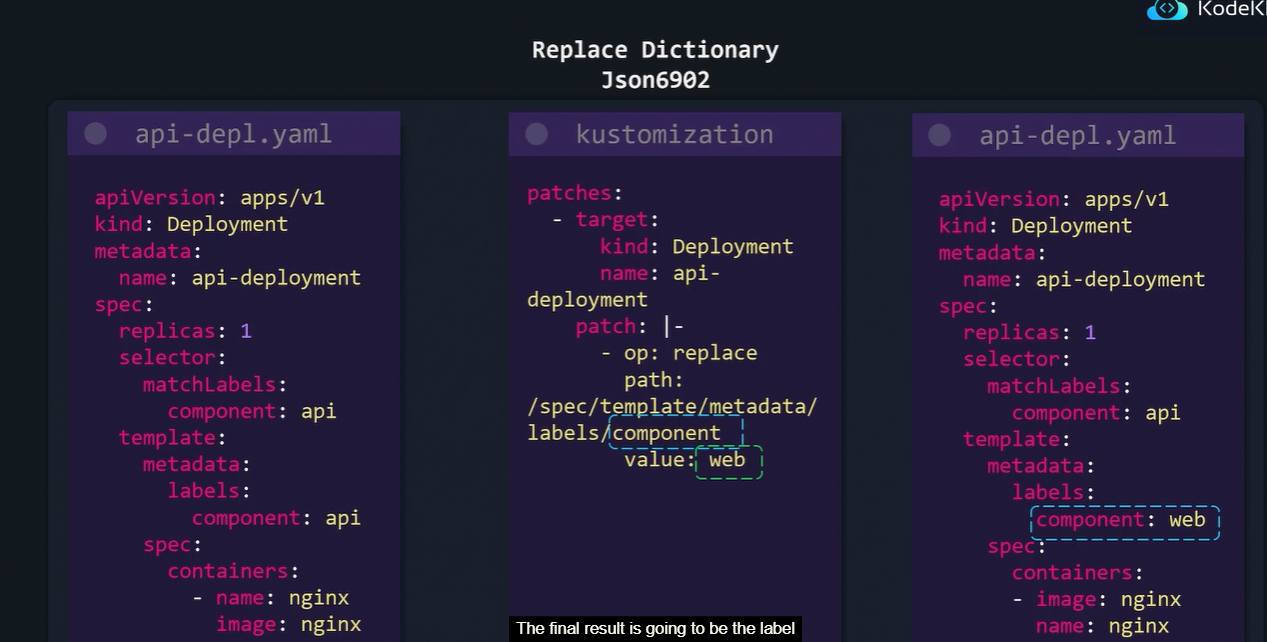 KodeKl
Replace Dictionary
Json6902
api-depl.yaml
apiVersion: apps/v1
kind: Deployment
metadata:
  name: api-deployment
spec:
  replicas: 1
  selector:
    matchLabels:
      component: api
  template:
    metadata:
      labels:
        component: api
    spec:
      containers:
        - name: nginx
          image: nginx
kustomization
patches:
  - target:
      kind: Deployment
      name: api-
deployment
    patch: |-
      - op: replace
        path:
/spec/template/metadata/
labels/component
        value: web
api-depl.yaml
apiVersion: apps/v1
kind: Deployment
metadata:
  name: api-deployment
spec:
  replicas: 1
  selector:
    matchLabels:
      component: api
  template:
    metadata:
      labels:
        component: web
    spec:
      containers:
      - image: nginx
        name: nginx
The final result is going to be the label